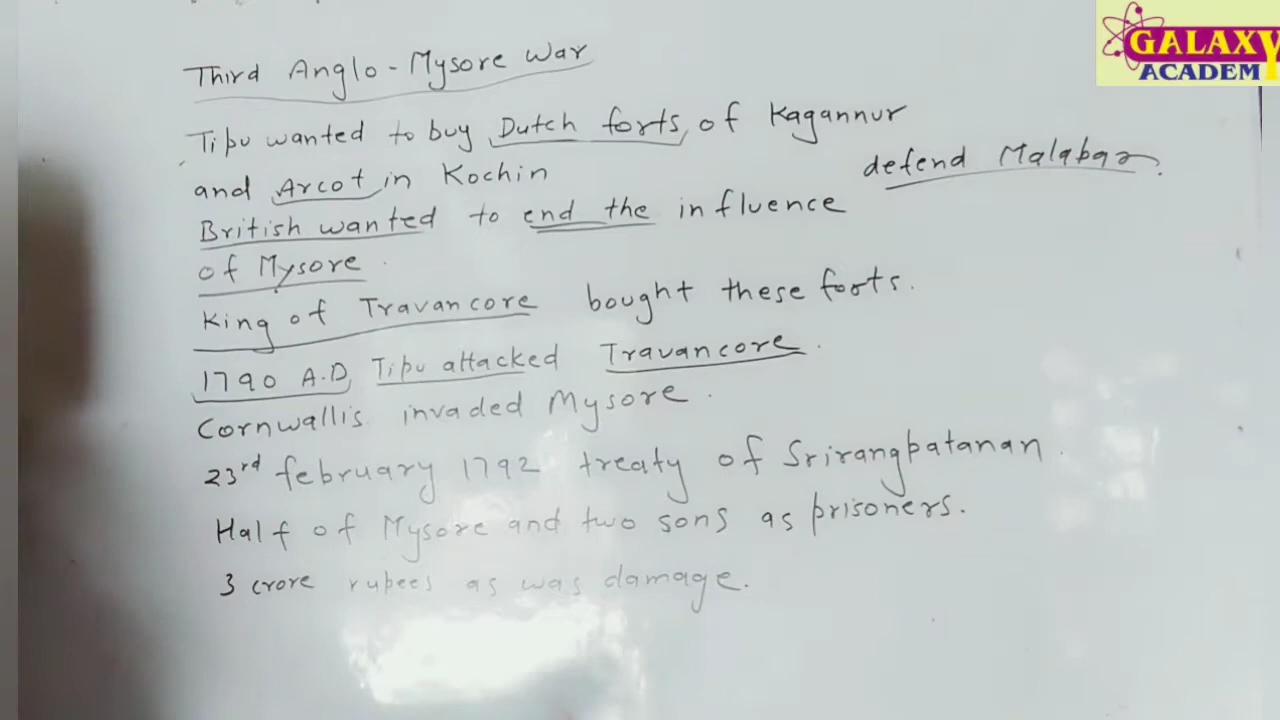 GALAXY
ACADEMY
Third Anglo-Mysore War
Tipu wanted to buy Dutch forts, of Kagannur
and Arcot in Kochin
defend Malabar.
British wanted to end the influence
of Mysore.
King of Travancore bought these forts.
1790 A.D, Tipu attacked Travancore.
Cornwallis invaded Mysore.
23rd february 1792 treaty of Srirangpatanan.
Half of Mysore and two sons as prisoners.
3 crore rupees as was damage.